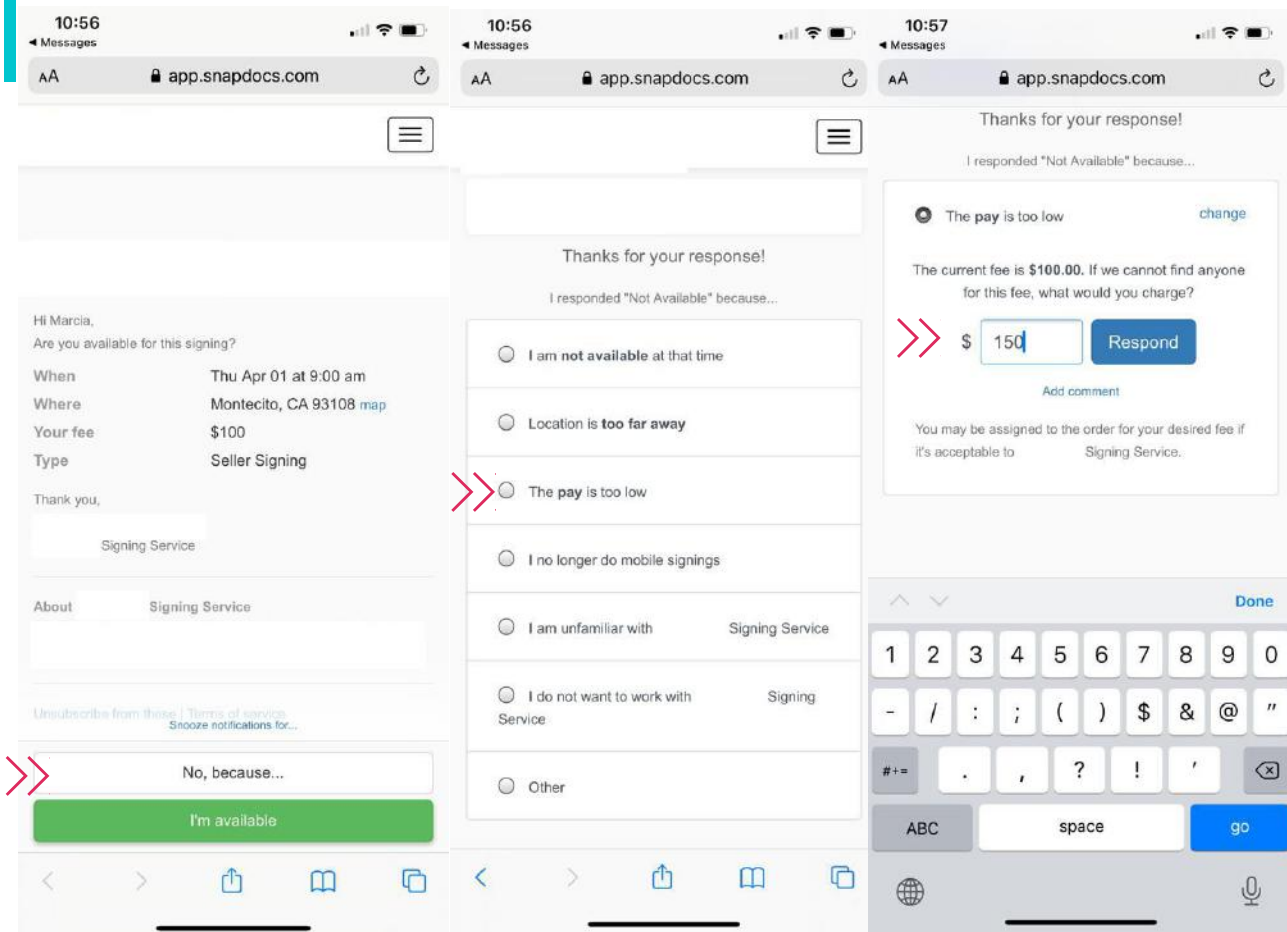 10:56
Messages
AA app.snapdocs.com
Hi Marcia,
Are you available for this signing?
When Thu Apr 01 at 9:00 am
Where Montecito, CA 93108 map
Your fee $100
Type Seller Signing
Thank you,
Signing Service
About Signing Service
Unsubscribe from these | Terms of service
Snooze notifications for...
No, because...
I'm available
10:56
Messages
AA app.snapdocs.com
Thanks for your response!
I responded "Not Available" because...
I am not available at that time
Location is too far away
The pay is too low
I no longer do mobile signings
I am unfamiliar with Signing Service
I do not want to work with Signing
Service
Other
10:57
Messages
AA app.snapdocs.com
Thanks for your response!
I responded "Not Available" because...
The pay is too low change
The current fee is $100.00. If we cannot find anyone
for this fee, what would you charge?
$ 150 Respond
Add comment
You may be assigned to the order for your desired fee if
it's acceptable to Signing Service.
Done
1 2 3 4 5 6 7 8 9 0
- / : ; ( ) $ & @ "
#+= . , ? ! '
ABC space go